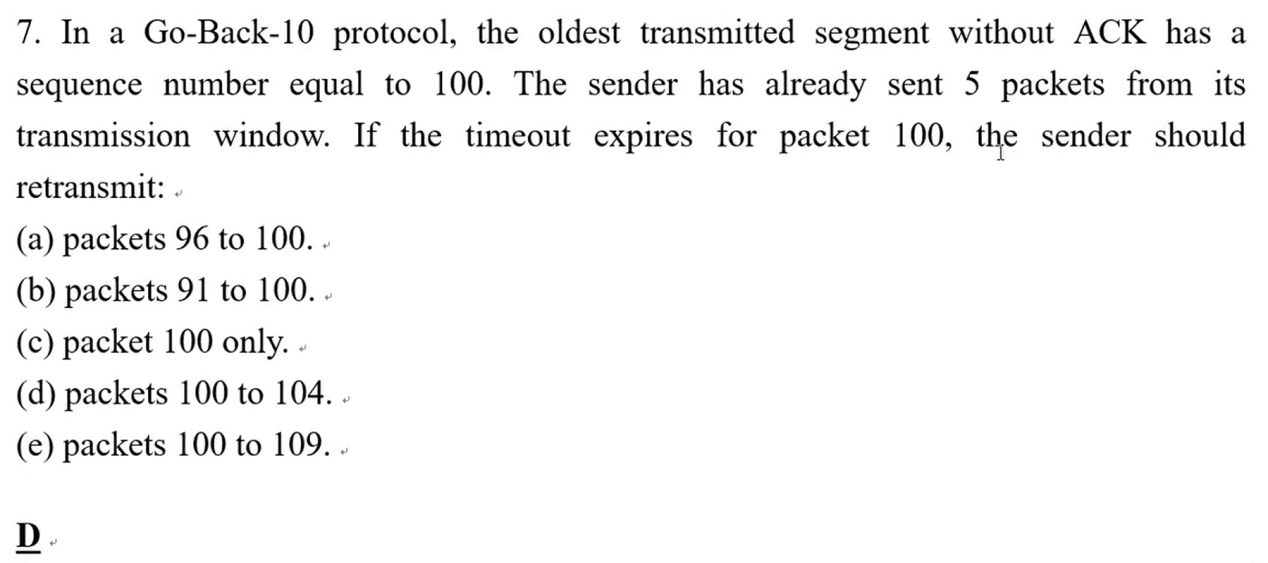 7. In a Go-Back-10 protocol, the oldest transmitted segment without ACK has a
sequence number equal to 100. The sender has already sent 5 packets from its
transmission window. If the timeout expires for packet 100, the sender should
retransmit:
(a) packets 96 to 100.
(b) packets 91 to 100.
(c) packet 100 only.
(d) packets 100 to 104.
(e) packets 100 to 109.
D